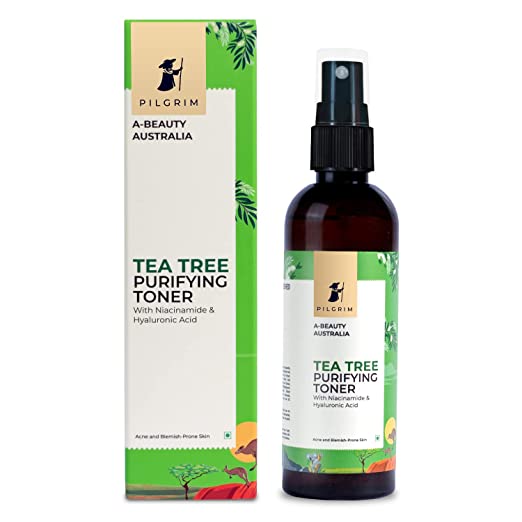 PILGRIM
A-BEAUTY
AUSTRALIA
TEA TREE
PURIFYING
TONER
With Niacinamide &
Hyaluronic Acid
Acne and Blemish-Prone Skin
PILGRIM
A-BEAUTY
AUSTRALIA
TEA TREE
PURIFYING
TONER
With Niacinamide &
Hyaluronic Acid
Acne and Blemish-Prone Skin